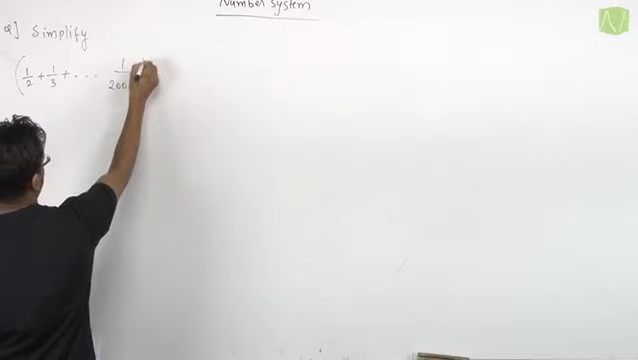 Number System
Q] Simplify
(1/2 + 1/3 + ... 1/200